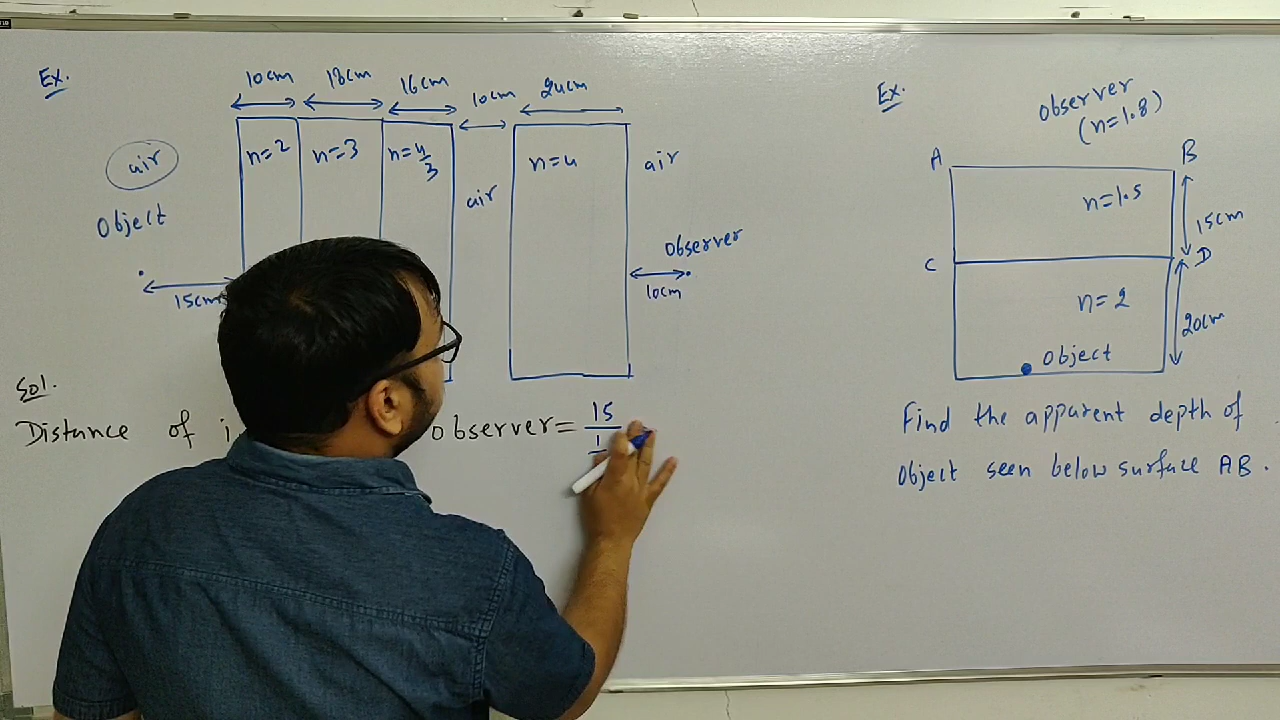 Ex.
10cm 18cm 16cm 10cm 24cm
air
n=2 n=3 n=4/3 air n=4 air
Object
observer
15cm
10cm
Sol.
Distance of i observer= 15/1
Ex.
observer
(n=1.8)
A B
n=1.5
15cm
C D
n=2
20cm
object
Find the apparent depth of
object seen below surface AB.